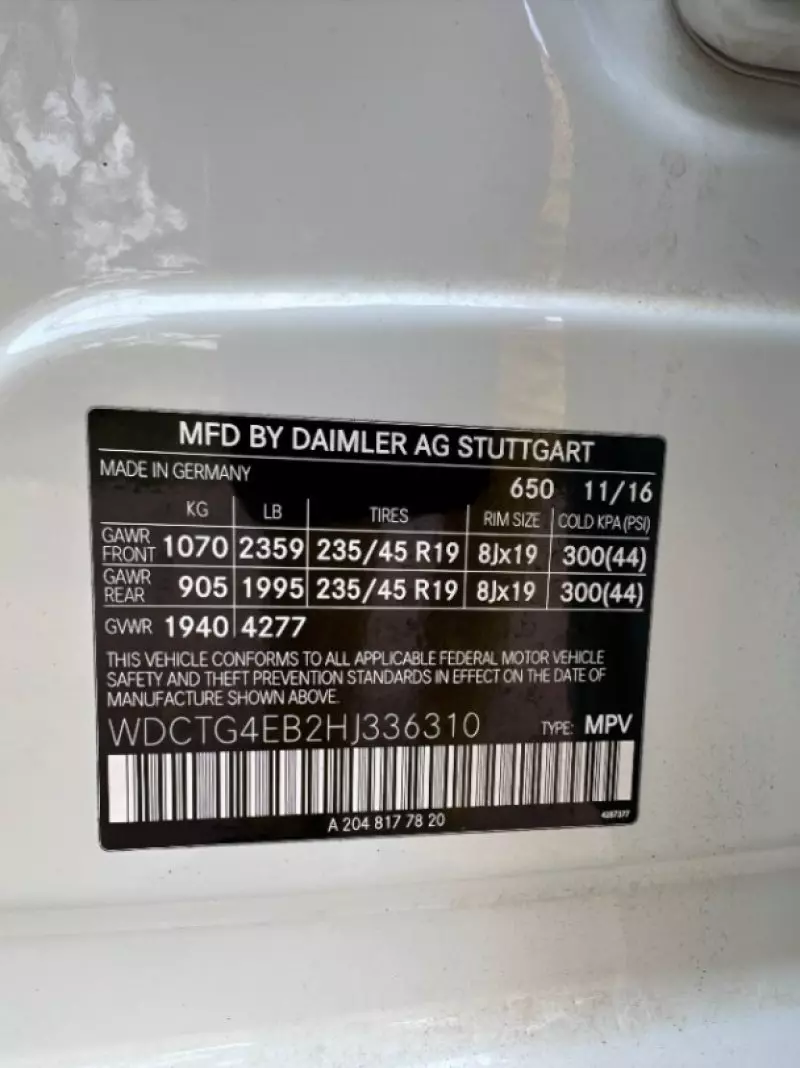 MFD BY DAIMLER AG STUTTGART
MADE IN GERMANY
650 11/16
KG LB TIRES RIM SIZE COLD KPA (PSI)
GAWR FRONT 1070 2359 235/45 R19 8Jx19 300(44)
GAWR REAR 905 1995 235/45 R19 8Jx19 300(44)
GVWR 1940 4277
THIS VEHICLE CONFORMS TO ALL APPLICABLE FEDERAL MOTOR VEHICLE
SAFETY AND THEFT PREVENTION STANDARDS IN EFFECT ON THE DATE OF
MANUFACTURE SHOWN ABOVE.
WDCTG4EB2HJ336310 TYPE: MPV
A 204 817 78 20
4287377